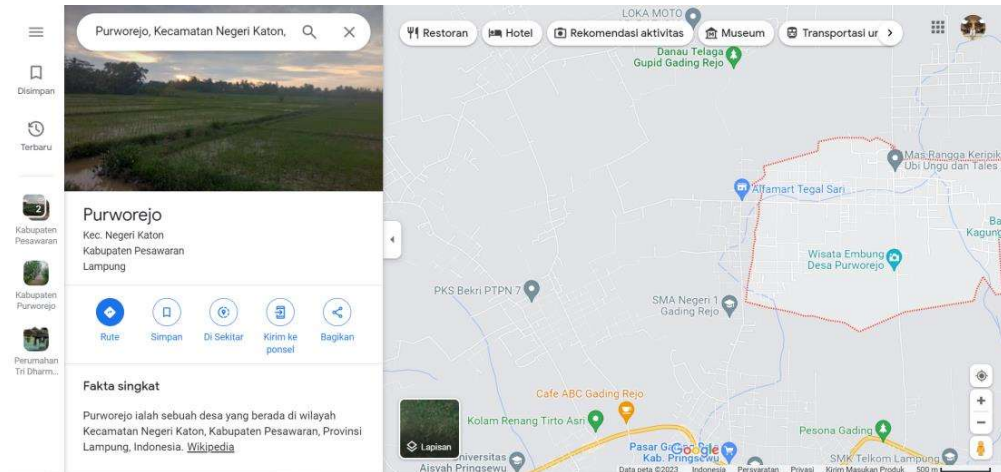 Purworejo, Kecamatan Negeri Katon,
Disimpan
Terbaru
2
Kabupaten
Pesawaran
Kabupaten
Purworejo
Perumahan
Tri Dharm...
Purworejo
Kec. Negeri Katon
Kabupaten Pesawaran
Lampung
Rute
Simpan
Di Sekitar
Kirim ke
ponsel
Bagikan
Fakta singkat
Purworejo ialah sebuah desa yang berada di wilayah
Kecamatan Negeri Katon, Kabupaten Pesawaran, Provinsi
Lampung, Indonesia. Wikipedia
Restoran
Hotel
Rekomendasi aktivitas
Museum
Transportasi ur
LOKA MOTO
Danau Telaga
Gupid Gading Rejo
Mas Rangga Keripik
Ubi Ungu dan Tales
Alfamart Tegal Sari
Ba
Kagung
Wisata Embung
Desa Purworejo
PKS Bekri PTPN 7
SMA Negeri 1
Gading Rejo
Cafe ABC Gading Rejo
Kolam Renang Tirto Asri
Pesona Gading
Lapisan
Universitas
Aisyah Pringsewu
Pasar
Kab. Pringsewu
Google
SMK Telkom Lampung
Data peta ©2023
Indonesia
Persyaratan
Privasi
Kirim Masukan Produk
500 m